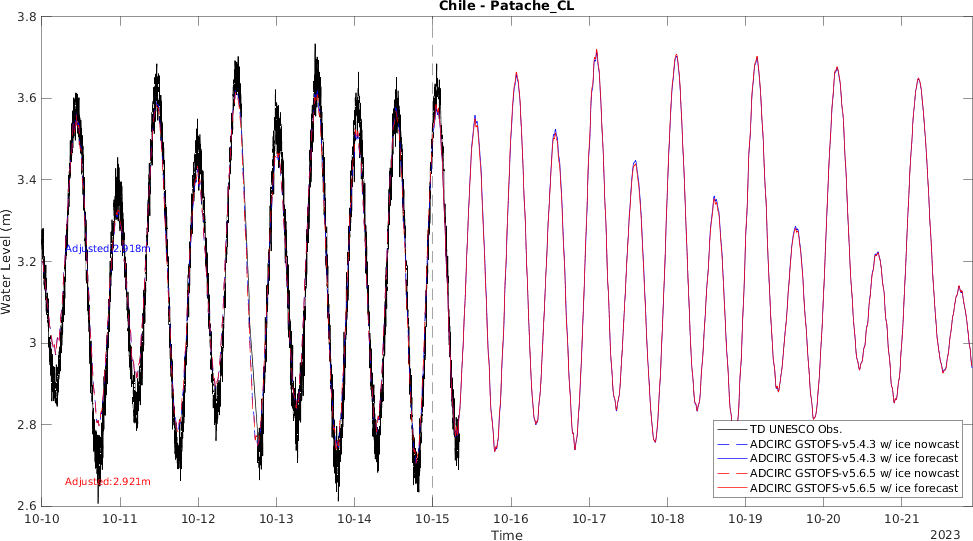 Chile - Patache_CL
3.8
3.6
3.4
3.2
3
2.8
2.6
Water Level (m)
Adjusted:2.918m
Adjusted:2.921m
TD UNESCO Obs.
ADCIRC GSTOFS-v5.4.3 w/ ice nowcast
ADCIRC GSTOFS-v5.4.3 w/ ice forecast
ADCIRC GSTOFS-v5.6.5 w/ ice nowcast
ADCIRC GSTOFS-v5.6.5 w/ ice forecast
10-10 10-11 10-12 10-13 10-14 10-15 10-16 10-17 10-18 10-19 10-20 10-21
Time
2023